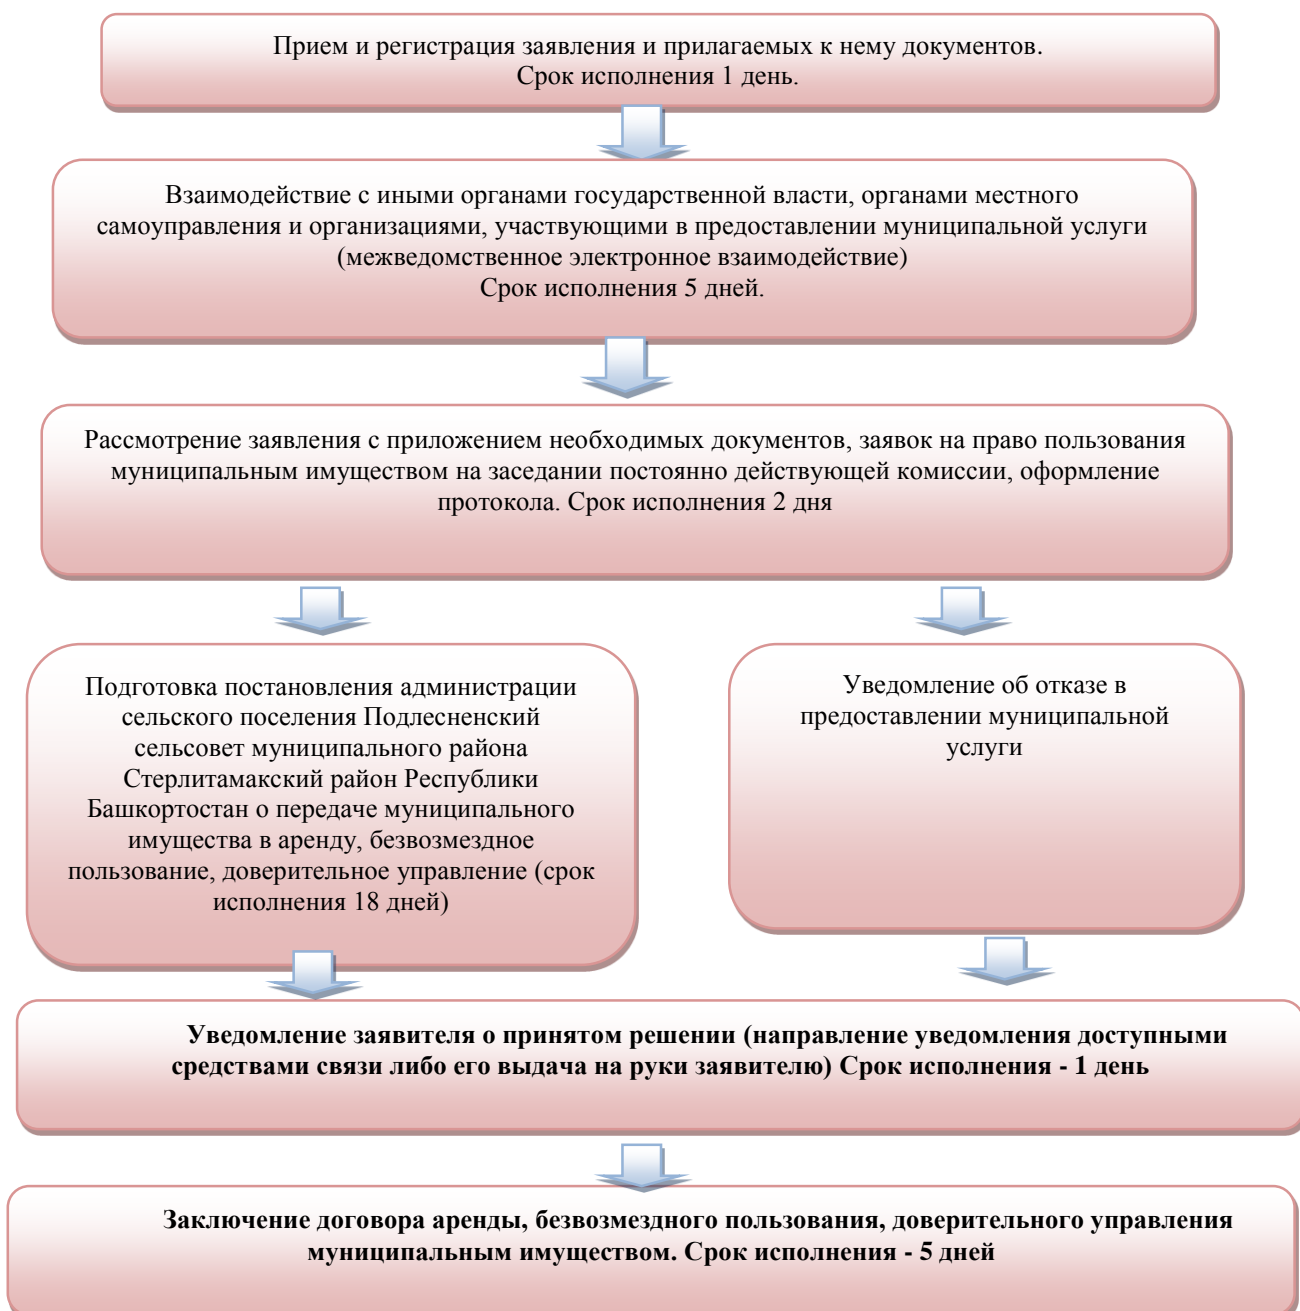 Прием и регистрация заявления и прилагаемых к нему документов.
Срок исполнения 1 день.
Взаимодействие с иными органами государственной власти, органами местного
самоуправления и организациями, участвующими в предоставлении муниципальной услуги
(межведомственное электронное взаимодействие)
Срок исполнения 5 дней.
Рассмотрение заявления с приложением необходимых документов, заявок на право пользования
муниципальным имуществом на заседании постоянно действующей комиссии, оформление
протокола. Срок исполнения 2 дня
Подготовка постановления администрации
сельского поселения Подлесненский
сельсовет муниципального района
Стерлитамакский район Республики
Башкортостан о передаче муниципального
имущества в аренду, безвозмездное
пользование, доверительное управление (срок
исполнения 18 дней)
Уведомление об отказе в
предоставлении муниципальной
услуги
Уведомление заявителя о принятом решении (направление уведомления доступными
средствами связи либо его выдача на руки заявителю) Срок исполнения - 1 день
Заключение договора аренды, безвозмездного пользования, доверительного управления
муниципальным имуществом. Срок исполнения - 5 дней